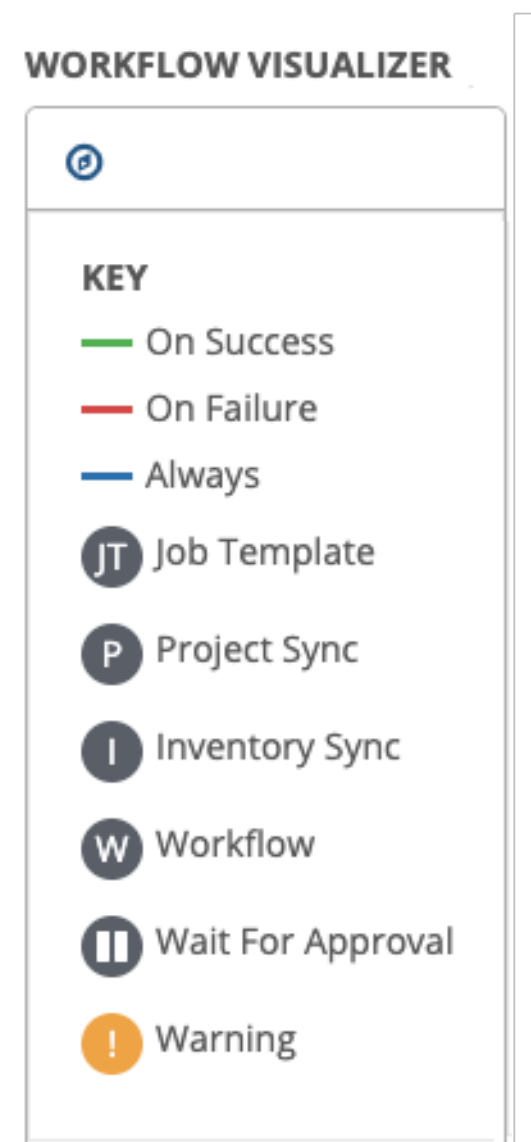 WORKFLOW VISUALIZER
KEY
On Success
On Failure
Always
JT Job Template
P Project Sync
I Inventory Sync
W Workflow
Wait For Approval
! Warning